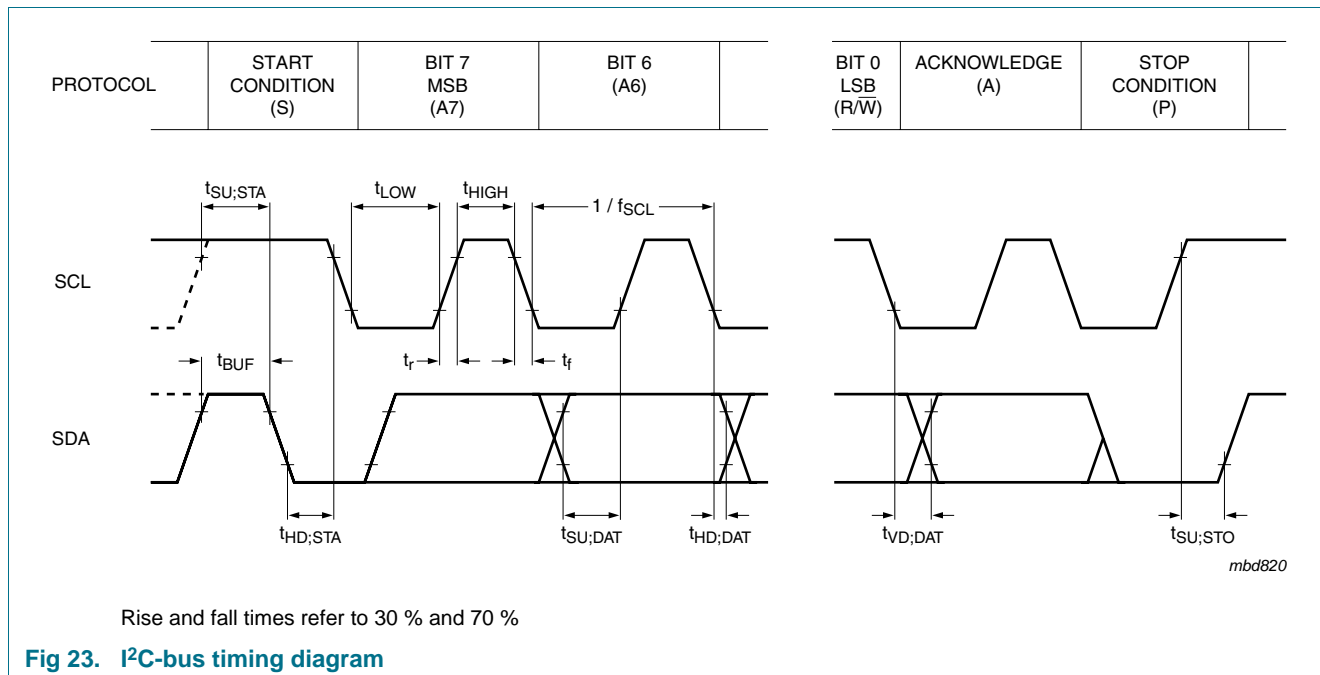 PROTOCOL
START
CONDITION
(S)
BIT 7
MSB
(A7)
BIT 6
(A6)
BIT 0
LSB
(R/W̅)
ACKNOWLEDGE
(A)
STOP
CONDITION
(P)
tSU;STA
tLOW
tHIGH
1 / fSCL
SCL
tBUF
tr
tf
SDA
tHD;STA
tSU;DAT
tHD;DAT
tVD;DAT
tSU;STO
mbd820
Rise and fall times refer to 30 % and 70 %
Fig 23. I²C-bus timing diagram